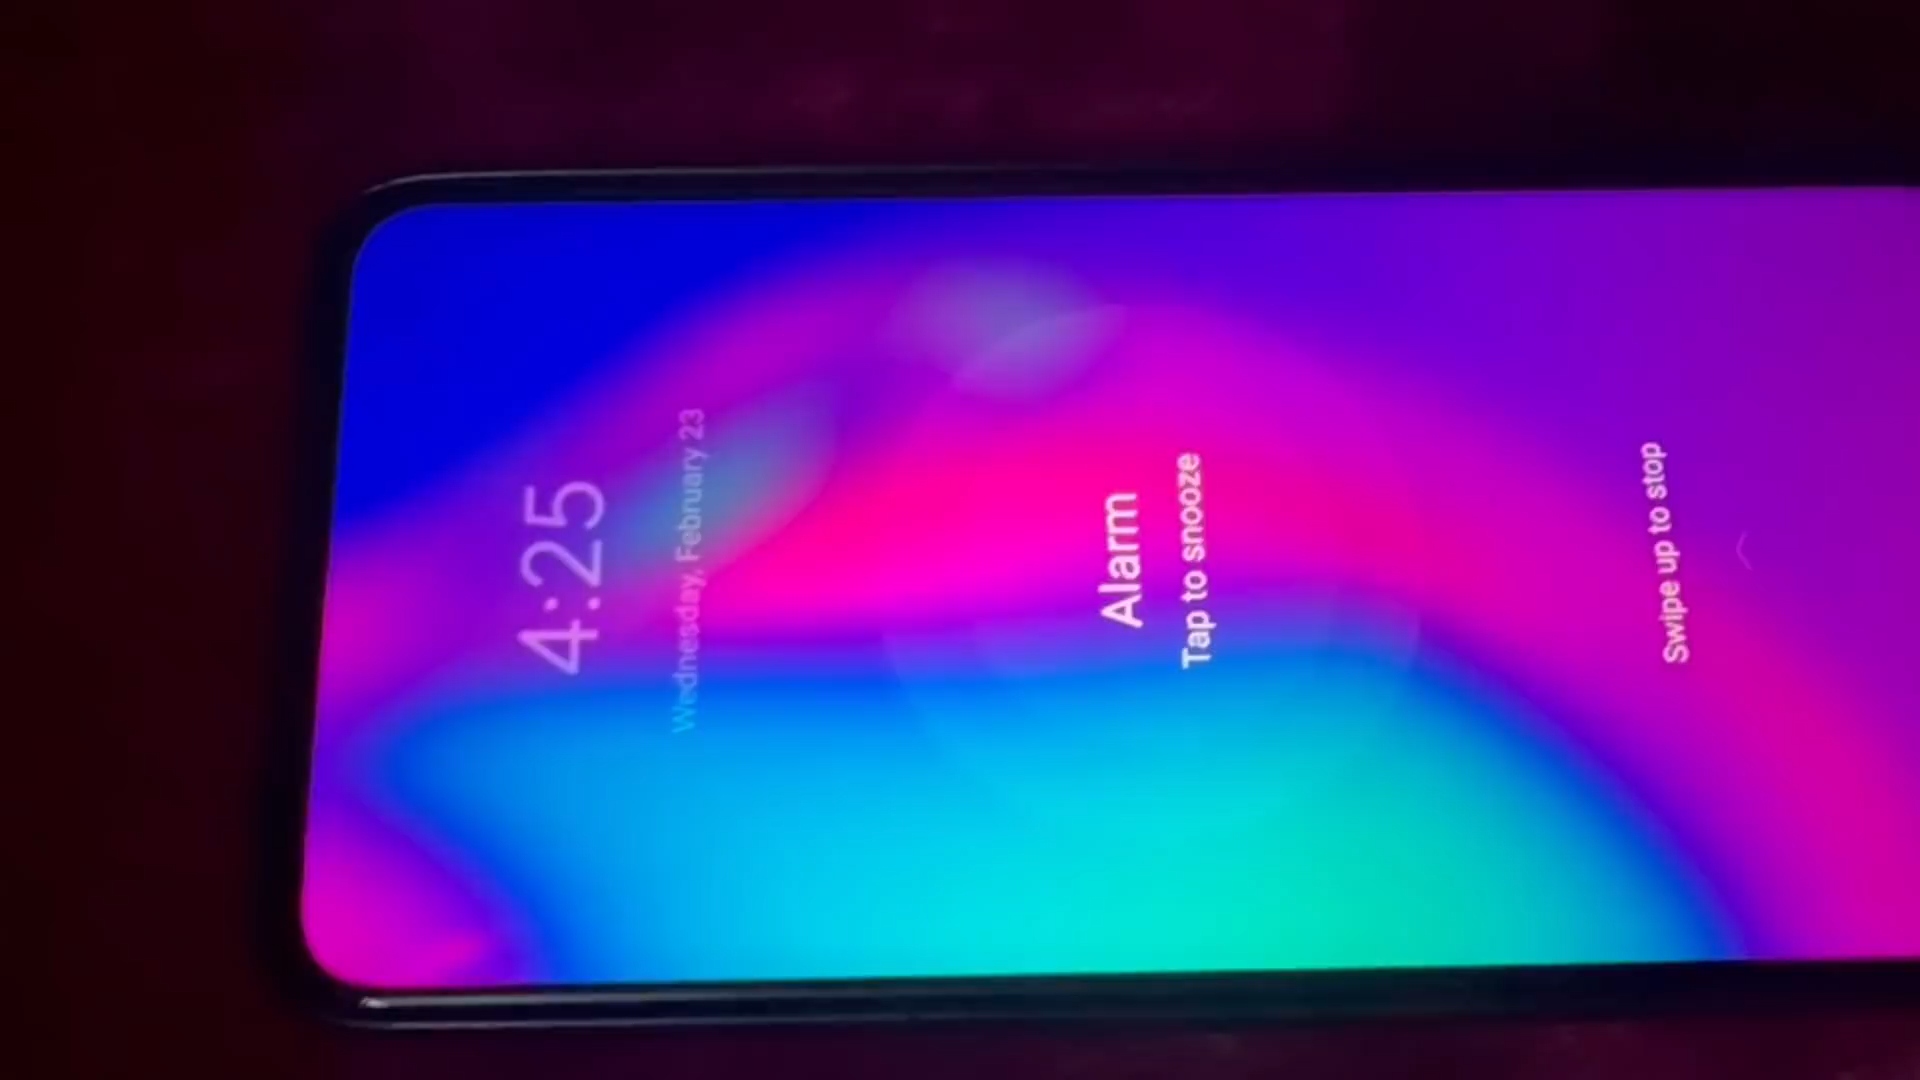 4:25
Wednesday, February 23
Alarm
Tap to snooze
Swipe up to stop